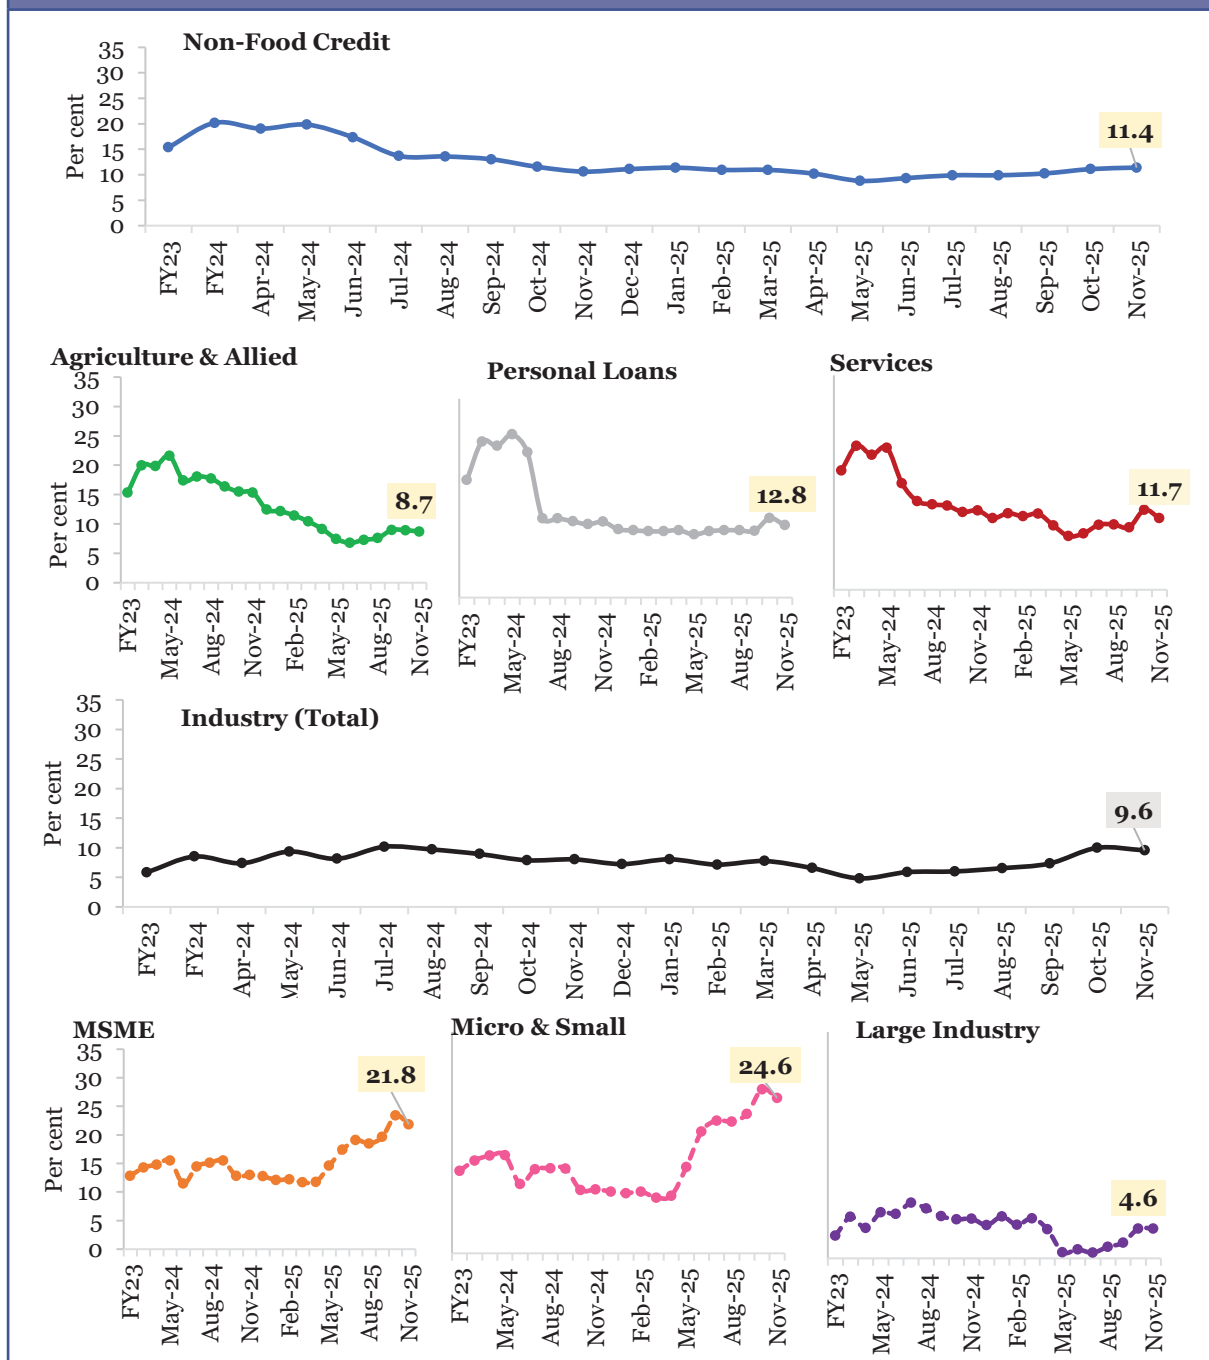 Non-Food Credit
Per cent
35
30
25
20
15
10
5
0
11.4
FY23
FY24
Apr-24
May-24
Jun-24
Jul-24
Aug-24
Sep-24
Oct-24
Nov-24
Dec-24
Jan-25
Feb-25
Mar-25
Apr-25
May-25
Jun-25
Jul-25
Aug-25
Sep-25
Oct-25
Nov-25
Agriculture & Allied
Per cent
35
30
25
20
15
10
5
0
8.7
FY23
May-24
Aug-24
Nov-24
Feb-25
May-25
Aug-25
Nov-25
Personal Loans
12.8
FY23
May-24
Aug-24
Nov-24
Feb-25
May-25
Aug-25
Nov-25
Services
11.7
FY23
May-24
Aug-24
Nov-24
Feb-25
May-25
Aug-25
Nov-25
Industry (Total)
Per cent
35
30
25
20
15
10
5
0
9.6
FY23
FY24
Apr-24
May-24
Jun-24
Jul-24
Aug-24
Sep-24
Oct-24
Nov-24
Dec-24
Jan-25
Feb-25
Mar-25
Apr-25
May-25
Jun-25
Jul-25
Aug-25
Sep-25
Oct-25
Nov-25
MSME
Per cent
35
30
25
20
15
10
5
0
21.8
FY23
May-24
Aug-24
Nov-24
Feb-25
May-25
Aug-25
Nov-25
Micro & Small
24.6
FY23
May-24
Aug-24
Nov-24
Feb-25
May-25
Aug-25
Nov-25
Large Industry
4.6
FY23
May-24
Aug-24
Nov-24
Feb-25
May-25
Aug-25
Nov-25